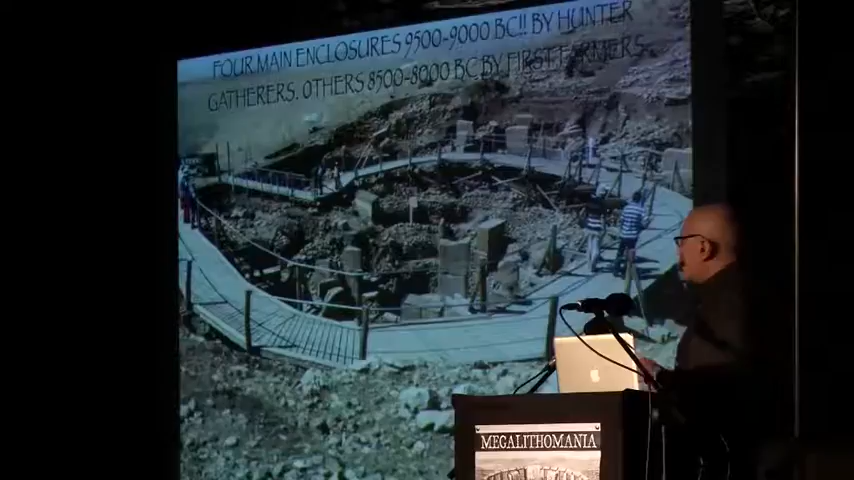 FOUR MAIN ENCLOSURES 9500-9000 BC!! BY HUNTER
GATHERERS. OTHERS 8500-8000 BC BY FIRST FARMERS
MEGALITHOMANIA